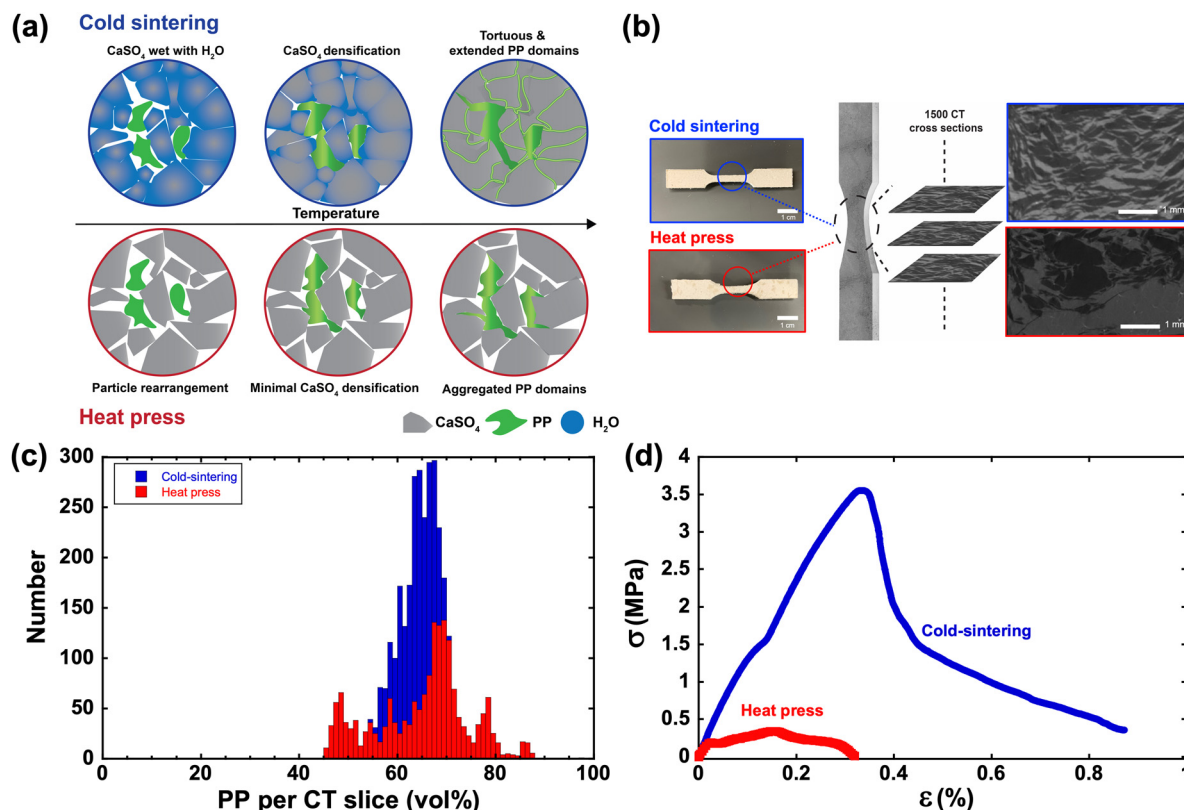 (a)
Cold sintering
CaSO4 wet with H2O
CaSO4 densification
Tortuous &
extended PP domains
Temperature
Particle rearrangement
Minimal CaSO4 densification
Aggregated PP domains
Heat press
CaSO4
PP
H2O
(b)
Cold sintering
1 cm
Heat press
1 cm
1500 CT
cross sections
1 mm
1 mm
(c)
300
250
200
150
100
50
0
Number
Cold-sintering
Heat press
0
20
40
60
80
100
PP per CT slice (vol%)
(d)
4
3.5
3
2.5
2
1.5
1
0.5
0
σ (MPa)
Cold-sintering
Heat press
0
0.2
0.4
0.6
0.8
1
ε (%)